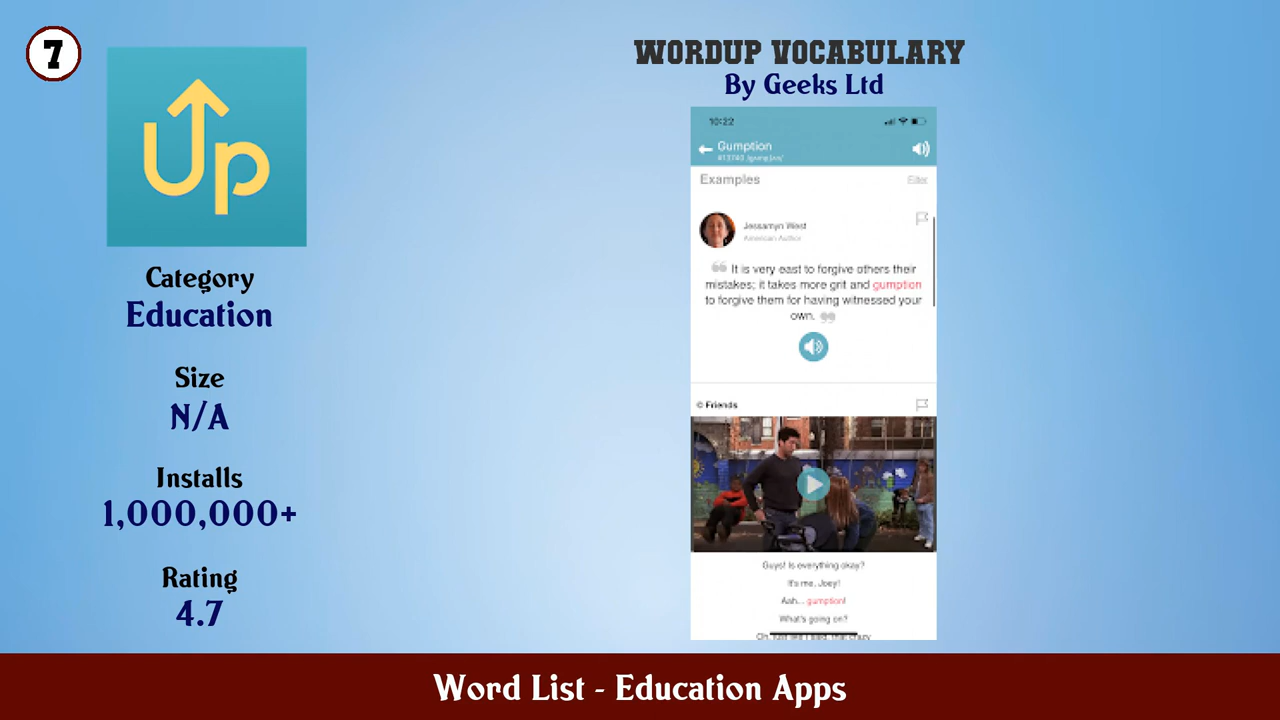 7
Up
Category
Education
Size
N/A
Installs
1,000,000+
Rating
4.7
WORDUP VOCABULARY
By Geeks Ltd
10:22
Gumption
Examples
Filter
Jessamyn West
American Author
It is very east to forgive others their
mistakes; it takes more grit and gumption
to forgive them for having witnessed your
own.
© Friends
Guys! Is everything okay?
It's me, Joey!
Aah... gumption!
What's going on?
Word List - Education Apps